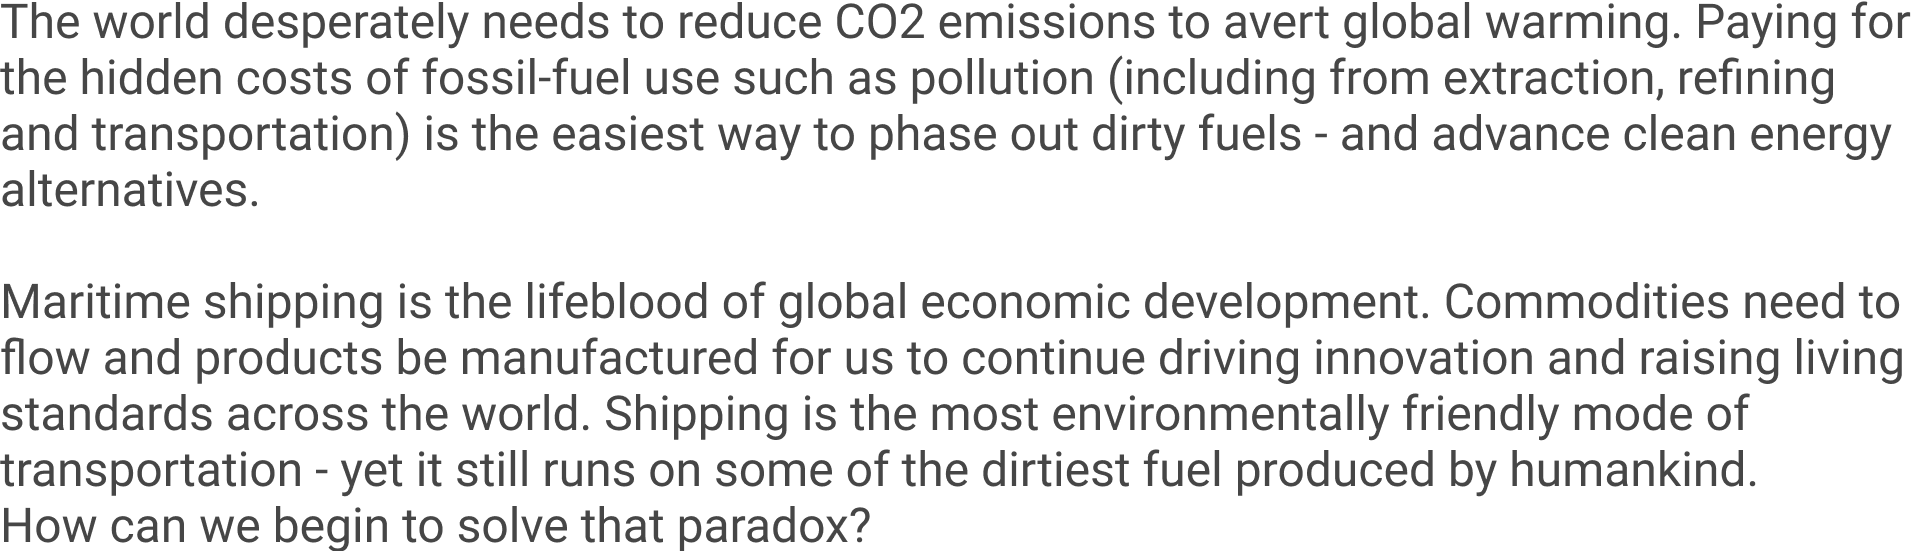 The world desperately needs to reduce CO2 emissions to avert global warming. Paying for
the hidden costs of fossil-fuel use such as pollution (including from extraction, refining
and transportation) is the easiest way to phase out dirty fuels - and advance clean energy
alternatives.
Maritime shipping is the lifeblood of global economic development. Commodities need to
flow and products be manufactured for us to continue driving innovation and raising living
standards across the world. Shipping is the most environmentally friendly mode of
transportation - yet it still runs on some of the dirtiest fuel produced by humankind.
How can we begin to solve that paradox?